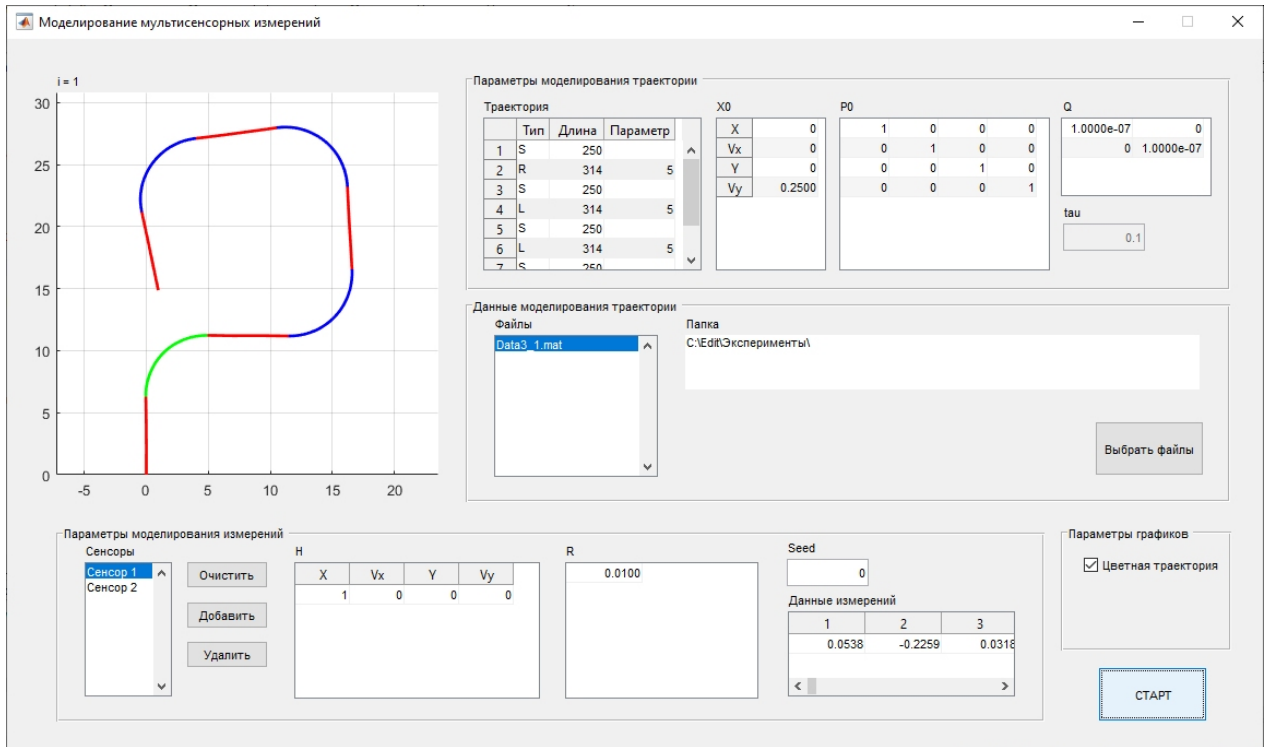 Моделирование мультисенсорных измерений
i = 1
30
25
20
15
10
5
0
-5 0 5 10 15 20
Параметры моделирования траектории
Траектория X0 P0 Q
Тип Длина Параметр
1 S 250
2 R 314 5
3 S 250
4 L 314 5
5 S 250
6 L 314 5
7 S 250
X 0
Vx 0
Y 0
Vy 0.2500
1 0 0 0
0 1 0 0
0 0 1 0
0 0 0 1
1.0000e-07 0
0 1.0000e-07
tau
0.1
Данные моделирования траектории
Файлы Папка
Data3_1.mat
C:\Edit\Эксперименты\
Выбрать файлы
Параметры моделирования измерений
Сенсоры
Сенсор 1
Сенсор 2
Очистить
Добавить
Удалить
H
X Vx Y Vy
1 0 0 0
R
0.0100
Seed
0
Данные измерений
1 2 3
0.0538 -0.2259 0.0318
Параметры графиков
Цветная траектория
СТАРТ